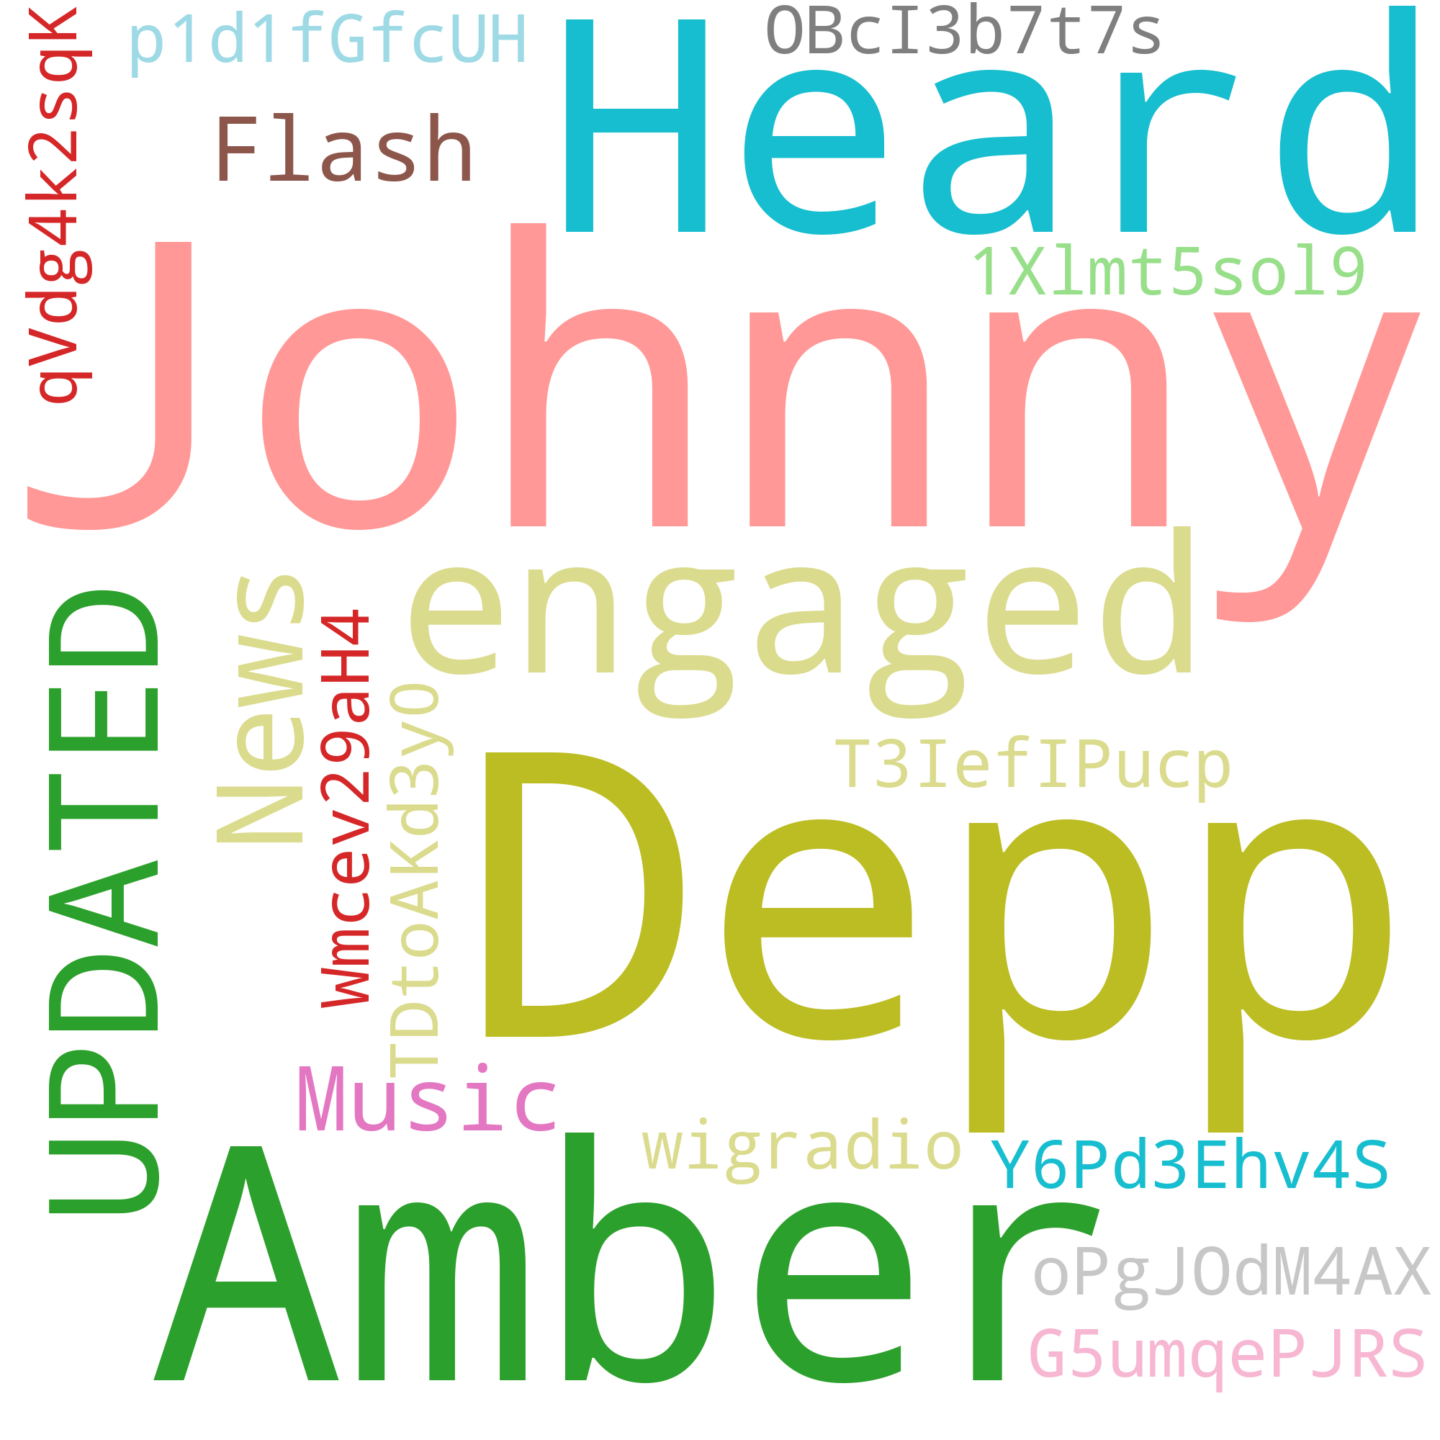 qVdg4k2sqK
p1d1fGfcUH
OBcI3b7t7s
Heard
Flash
1Xlmt5sol9
Johnny
engaged
UPDATED
News
Wmcev29aH4
TDtoAKd3y0
T3IefIPucp
Depp
Music
wigradio
Y6Pd3Ehv4S
Amber
oPgJOdM4AX
G5umqePJRS